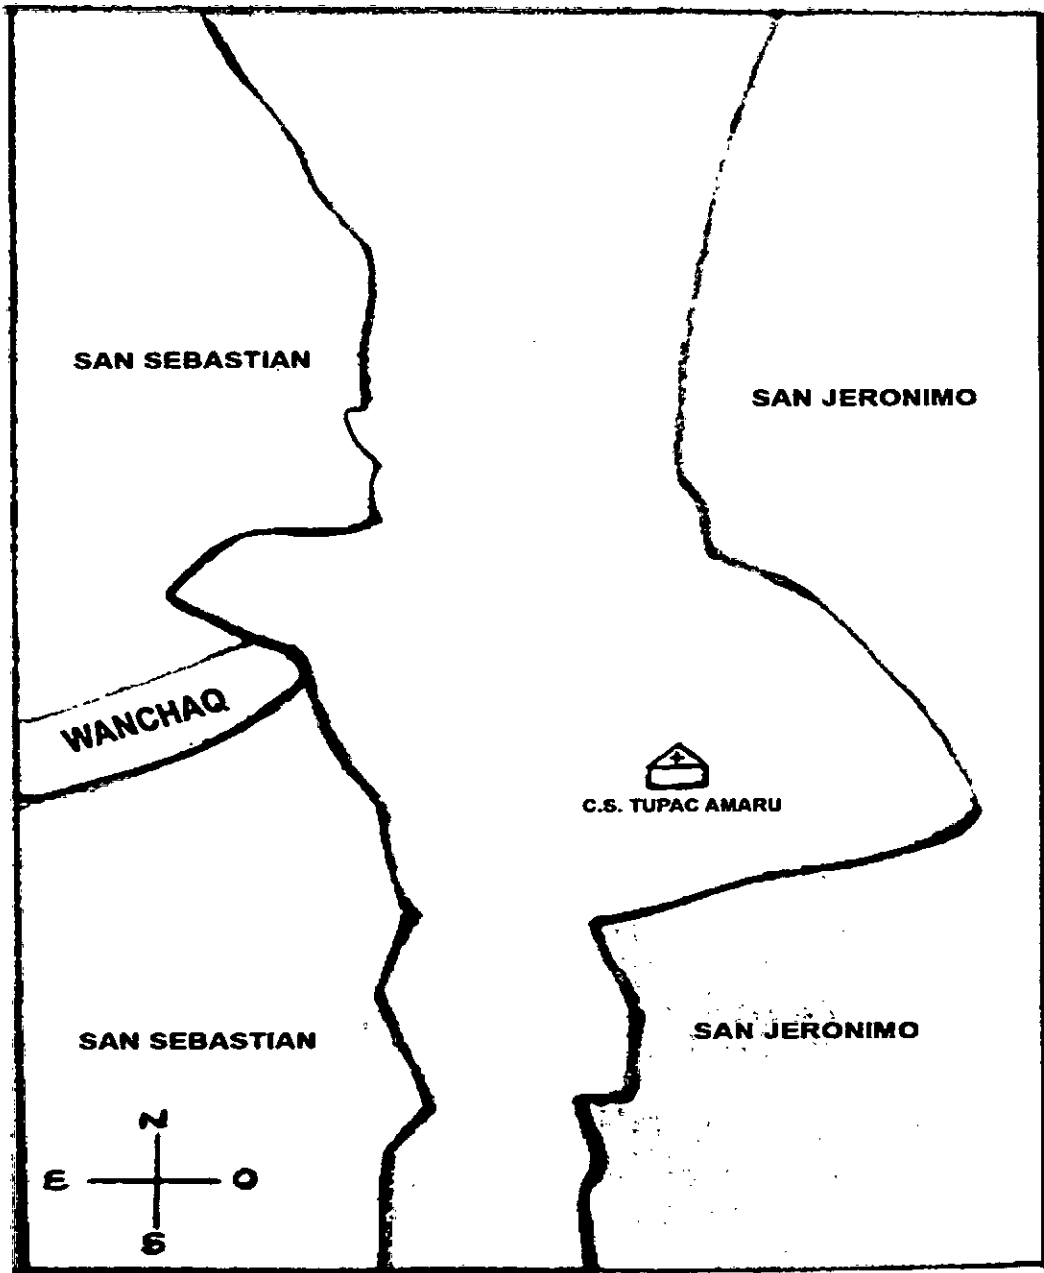 SAN SEBASTIAN
SAN JERONIMO
WANCHAQ
C.S. TUPAC AMARU
SAN SEBASTIAN
SAN JERONIMO
N
E O
S